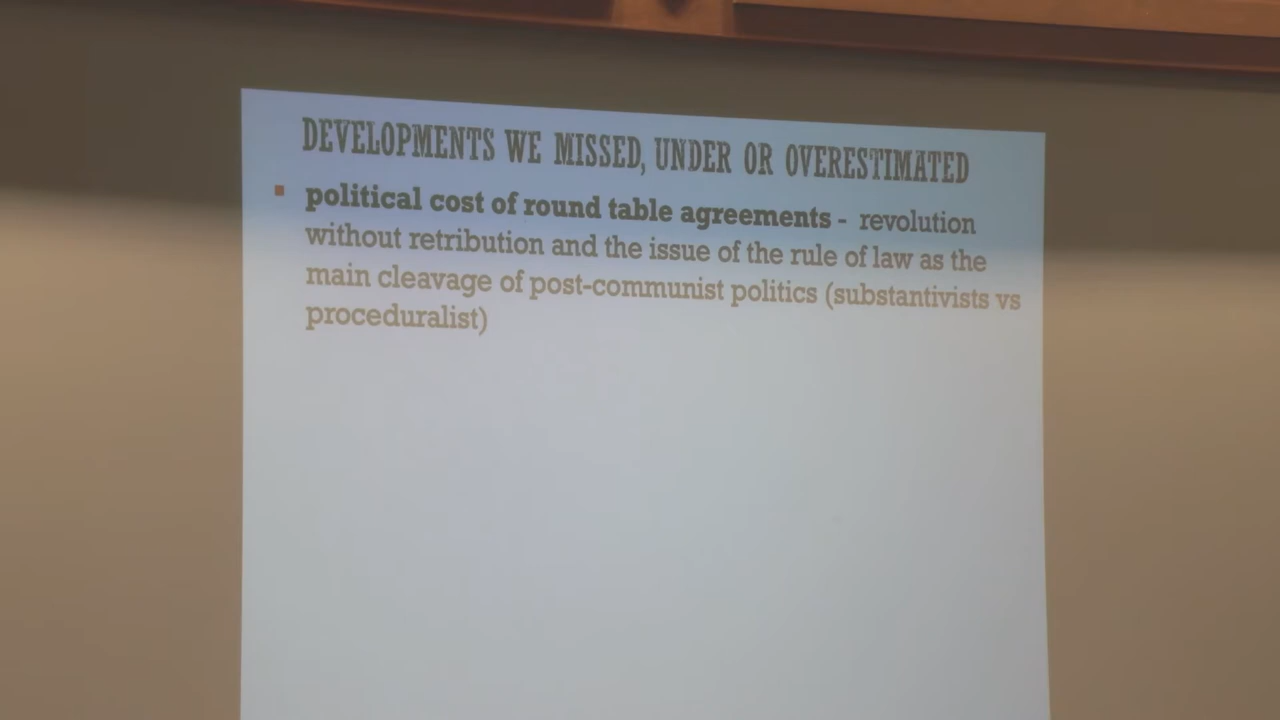 DEVELOPMENTS WE MISSED, UNDER OR OVERESTIMATED
political cost of round table agreements - revolution
without retribution and the issue of the rule of law as the
main cleavage of post-communist politics (substantivists vs
proceduralist)